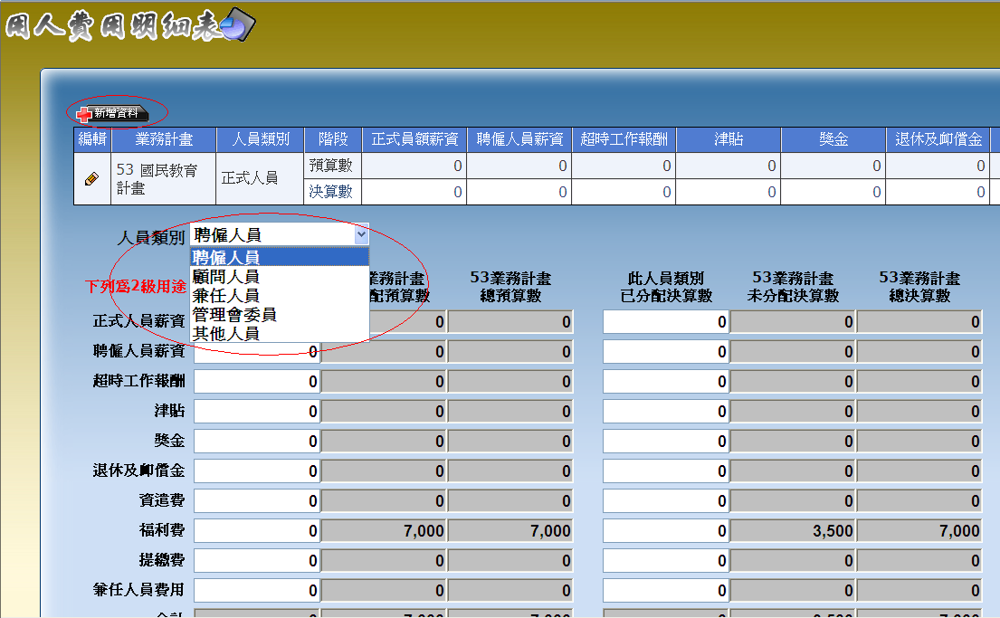 用人費用明細表
新增資料
編輯 業務計畫 人員類別 階段 正式員額薪資 聘僱人員薪資 超時工作報酬 津貼 獎金 退休及卹償金
53 國民教育計畫 正式人員 預算數 0 0 0 0 0 0
決算數 0 0 0 0 0 0
人員類別 聘僱人員
聘僱人員
顧問人員
兼任人員
管理會委員
其他人員
下列為2級用途 業務計畫 53業務計畫 此人員類別 53業務計畫 53業務計畫
配預算數 總預算數 已分配決算數 未分配決算數 總決算數
正式人員薪資 0 0 0 0 0
聘僱人員薪資 0 0 0 0 0 0
超時工作報酬 0 0 0 0 0 0
津貼 0 0 0 0 0 0
獎金 0 0 0 0 0 0
退休及卹償金 0 0 0 0 0 0
資遣費 0 0 0 0 0 0
福利費 0 7,000 7,000 0 3,500 7,000
提繳費 0 0 0 0 0 0
兼任人員費用 0 0 0 0 0 0